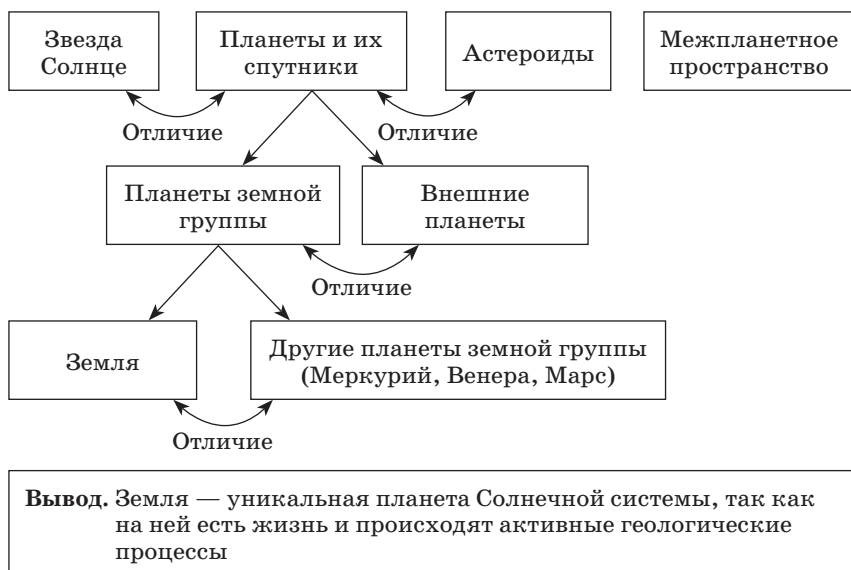 Звезда
Солнце
Планеты и их
спутники
Астероиды
Межпланетное
пространство
Отличие
Отличие
Планеты земной
группы
Внешние
планеты
Отличие
Земля
Другие планеты земной группы
(Меркурий, Венера, Марс)
Отличие
Вывод. Земля — уникальная планета Солнечной системы, так как
на ней есть жизнь и происходят активные геологические
процессы